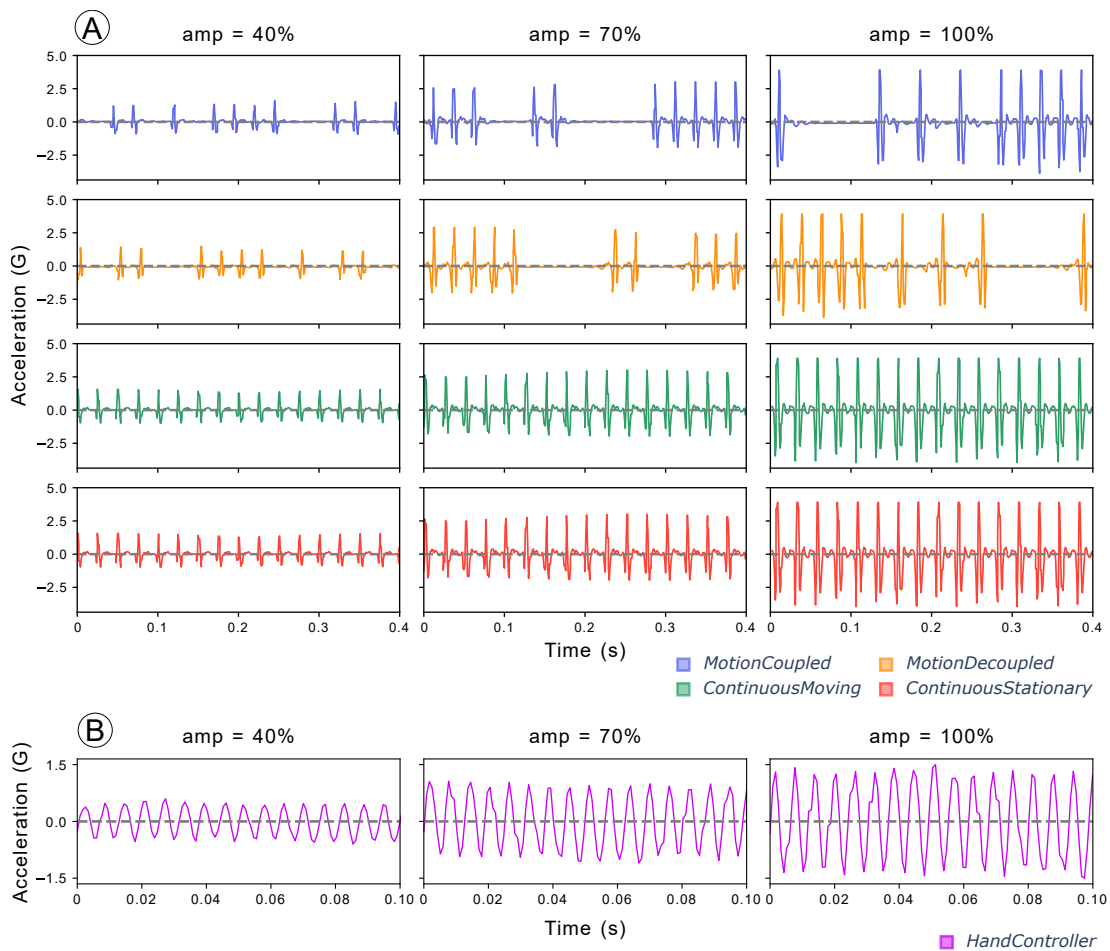 A
amp = 40% amp = 70% amp = 100%
5.0
2.5
0.0
−2.5
5.0
2.5
0.0
−2.5
5.0
2.5
0.0
−2.5
5.0
2.5
0.0
−2.5
Acceleration (G)
0 0.1 0.2 0.3 0.4 0 0.1 0.2 0.3 0.4 0 0.1 0.2 0.3 0.4
Time (s)
MotionCoupled MotionDecoupled
ContinuousMoving ContinuousStationary
B
amp = 40% amp = 70% amp = 100%
1.5
0.0
−1.5
Acceleration (G)
0 0.02 0.04 0.06 0.08 0.10 0 0.02 0.04 0.06 0.08 0.10 0 0.02 0.04 0.06 0.08 0.10
Time (s)
HandController